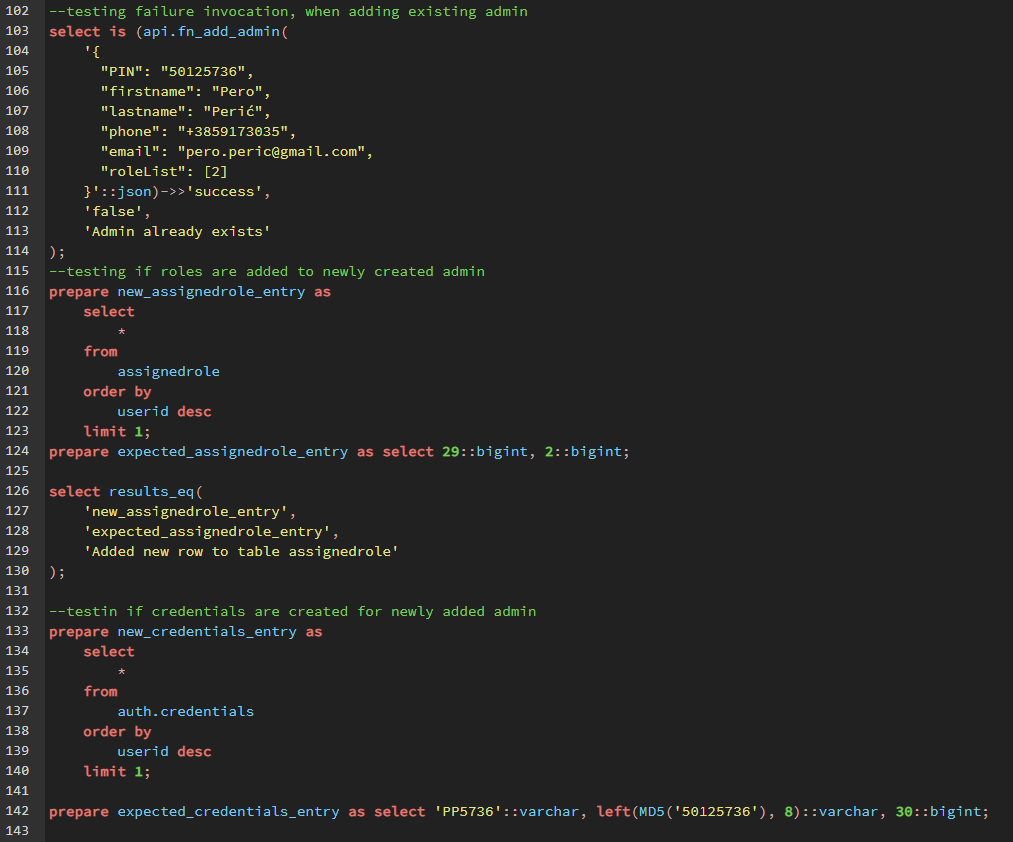 102 --testing failure invocation, when adding existing admin
103 select is (api.fn_add_admin(
104     '{
105       "PIN": "50125736",
106       "firstname": "Pero",
107       "lastname": "Perić",
108       "phone": "+3859173035",
109       "email": "pero.peric@gmail.com",
110       "roleList": [2]
111     }'::json)->>'success',
112     'false',
113     'Admin already exists'
114 );
115 --testing if roles are added to newly created admin
116 prepare new_assignedrole_entry as
117     select
118         *
119     from
120         assignedrole
121     order by
122         userid desc
123     limit 1;
124 prepare expected_assignedrole_entry as select 29::bigint, 2::bigint;
125
126 select results_eq(
127     'new_assignedrole_entry',
128     'expected_assignedrole_entry',
129     'Added new row to table assignedrole'
130 );
131
132 --testin if credentials are created for newly added admin
133 prepare new_credentials_entry as
134     select
135         *
136     from
137         auth.credentials
138     order by
139         userid desc
140     limit 1;
141
142 prepare expected_credentials_entry as select 'PP5736'::varchar, left(MD5('50125736'), 8)::varchar, 30::bigint;
143